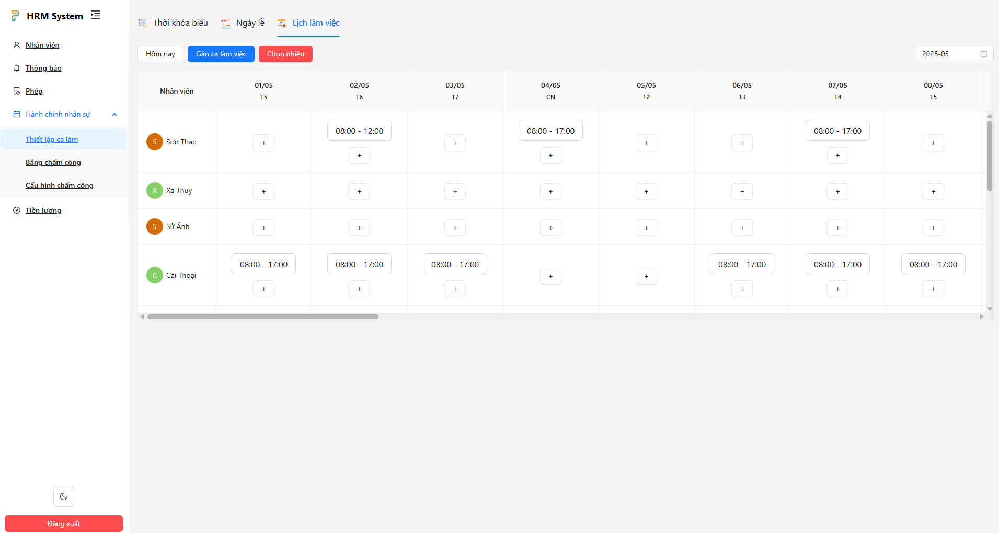 HRM System
Nhân viên
Thông báo
Phép
Hành chính nhân sự
Thiết lập ca làm
Bảng chấm công
Cấu hình chấm công
Tiền lương
Đăng xuất
Thời khóa biểu Ngày lễ Lịch làm việc
Hôm nay Gán ca làm việc Chọn nhiều 2025-05
Nhân viên 01/05 02/05 03/05 04/05 05/05 06/05 07/05 08/05
T5 T6 T7 CN T2 T3 T4 T5
08:00 - 12:00 08:00 - 17:00 08:00 - 17:00
S Sơn Thạc + + + +
+ + + +
X Xa Thụy + + + + + + + +
S Sử Ánh + + + + + + + +
08:00 - 17:00 08:00 - 17:00 08:00 - 17:00 08:00 - 17:00 08:00 - 17:00 08:00 - 17:00
C Cái Thoại + +
+ + + + + +